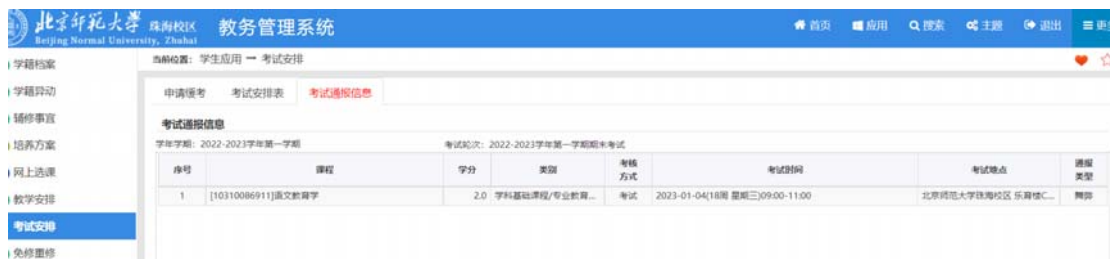 北京师范大学 珠海校区 教务管理系统 首页 应用 搜索 主题 退出
Beijing Normal University, Zhuhai
学籍档案
当前位置：学生应用 → 考试安排
学籍异动
申请缓考 考试安排表 考试通报信息
辅修事宜
考试通报信息
培养方案
学年学期：2022-2023学年第一学期 考试轮次：2022-2023学年第一学期期末考试
网上选课
序号 课程 学分 类别 考核方式 考试时间 考试地点 通报类型
教学安排
1 [10310086911]语文教育学 2.0 学科基础课程/专业教育... 考试 2023-01-04(18周 星期三)09:00-11:00 北京师范大学珠海校区 乐育楼C... 舞弊
考试安排
免修重修